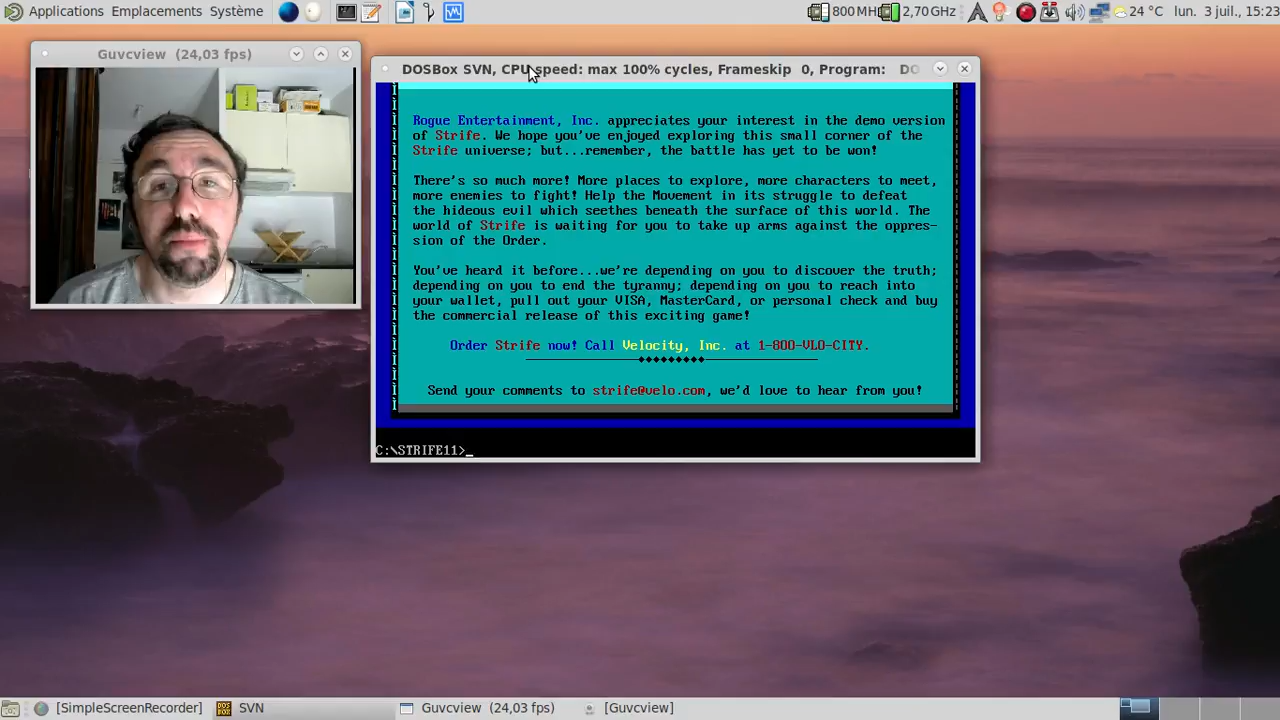 Applications Emplacements Système 800 MHz 2,70GHz 24 °C lun. 3 juil., 15:23
Guvcview (24,03 fps)
DOSBox SVN, CPU speed: max 100% cycles, Frameskip 0, Program: DO
Rogue Entertainment, Inc. appreciates your interest in the demo version
of Strife. We hope you've enjoyed exploring this small corner of the
Strife universe; but...remember, the battle has yet to be won!
There's so much more! More places to explore, more characters to meet,
more enemies to fight! Help the Movement in its struggle to defeat
the hideous evil which seethes beneath the surface of this world. The
world of Strife is waiting for you to take up arms against the oppres-
sion of the Order.
You've heard it before...we're depending on you to discover the truth;
depending on you to end the tyranny; depending on you to reach into
your wallet, pull out your VISA, MasterCard, or personal check and buy
the commercial release of this exciting game!
Order Strife now! Call Velocity, Inc. at 1-800-VLO-CITY.
Send your comments to strife@velo.com, we'd love to hear from you!
C:\STRIFE11>_
[SimpleScreenRecorder] SVN Guvcview (24,03 fps) [Guvcview]